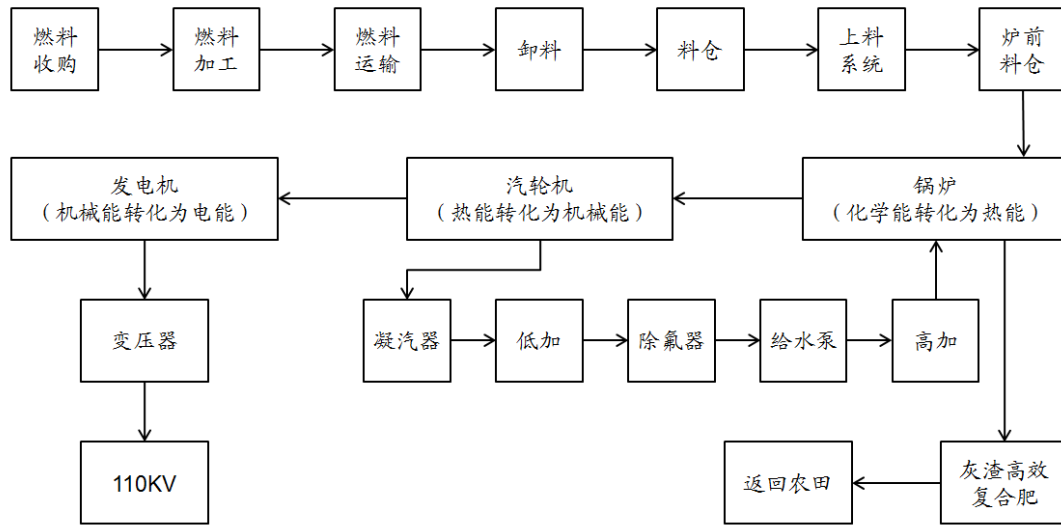 燃料
收购
燃料
加工
燃料
运输
卸料
料仓
上料
系统
炉前
料仓
发电机
（机械能转化为电能）
汽轮机
（热能转化为机械能）
锅炉
（化学能转化为热能）
变压器
凝汽器
低加
除氟器
给水泵
高加
110KV
返回农田
灰渣高效
复合肥